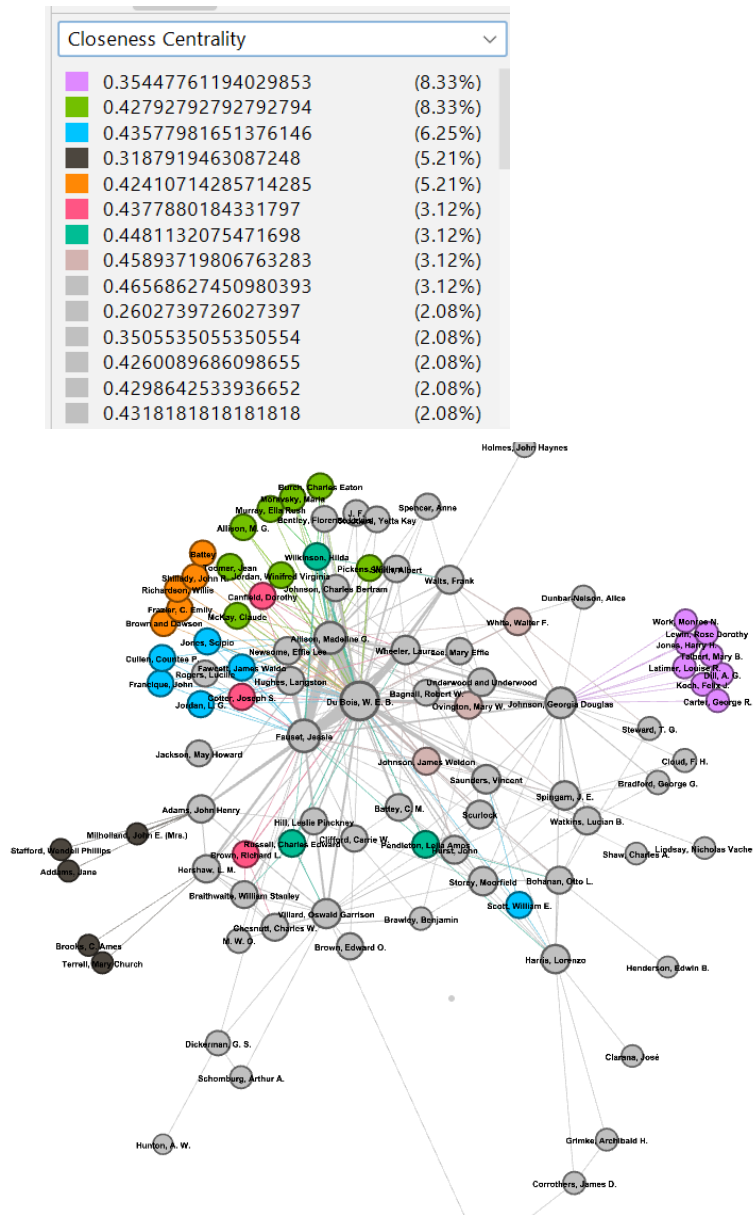 Closeness Centrality
0.35447761194029853 (8.33%)
0.42792792792792794 (8.33%)
0.43577981651376146 (6.25%)
0.3187919463087248 (5.21%)
0.42410714285714285 (5.21%)
0.4377880184331797 (3.12%)
0.4481132075471698 (3.12%)
0.45893719806763283 (3.12%)
0.46568627450980393 (3.12%)
0.2602739726027397 (2.08%)
0.3505535055350554 (2.08%)
0.4260089686098655 (2.08%)
0.4298642533936652 (2.08%)
0.4318181818181818 (2.08%)
Holmes, John Haynes
Burch, Charles Eaton
Moravsky, Maria
Murray, Ella Rush
Spencer, Anne
Bentley, Florence
J. F.
Yetta Kay
Allison, M. G.
Battey
Wilkinson, Hilda
Toomer, Jean
Pickens, William
Albert
Shillady, John R.
Jordan, Winifred Virginia
Walts, Frank
Richardson, Willis
Johnson, Charles Bertram
Canfield, Dorothy
Dunbar-Nelson, Alice
Frazier, C. Emily
McKay, Claude
White, Walter F.
Work, Monroe N.
Brown and Dawson
Lewin, Rose Dorothy
Jones, Scipio
Allison, Madeline G.
Jones, Harry H.
Wheeler, Laura
Lee, Mary Effie
Talbert, Mary B.
Cullen, Countee P.
Newsome, Effie Lee
Latimer, Louise R.
Fawcett, James Waldo
Dill, A. G.
Rogers, Lucille
Underwood and Underwood
Francique, John
Hughes, Langston
Koch, Felix J.
Bagnall, Robert W.
Cotter, Joseph S.
Du Bois, W. E. B.
Carter, George R.
Jordan, L. G.
Ovington, Mary W.
Johnson, Georgia Douglas
Steward, T. G.
Fauset, Jessie
Jackson, May Howard
Johnson, James Weldon
Cloud, F. H.
Saunders, Vincent
Bradford, George G.
Spingarn, J. E.
Adams, John Henry
Battey, C. M.
Scurlock
Watkins, Lucian B.
Milholland, John E. (Mrs.)
Hill, Leslie Pinckney
Russell, Charles Edward
Clifford, Carrie W.
Pendleton, Leila Amos
Stafford, Wendell Phillips
Hurst, John
Lindsay, Nicholas Vache
Brown, Richard L.
Shaw, Charles A.
Addams, Jane
Hershaw, L. M.
Storey, Moorfield
Bohanan, Otto L.
Braithwaite, William Stanley
Scott, William E.
Villard, Oswald Garrison
Brawley, Benjamin
Chesnutt, Charles W.
Brooks, C. Ames
M. W. O.
Brown, Edward O.
Terrell, Mary Church
Harris, Lorenzo
Henderson, Edwin B.
Dickerman, G. S.
Clarana, José
Schomburg, Arthur A.
Hunton, A. W.
Grimke, Archibald H.
Corrothers, James D.